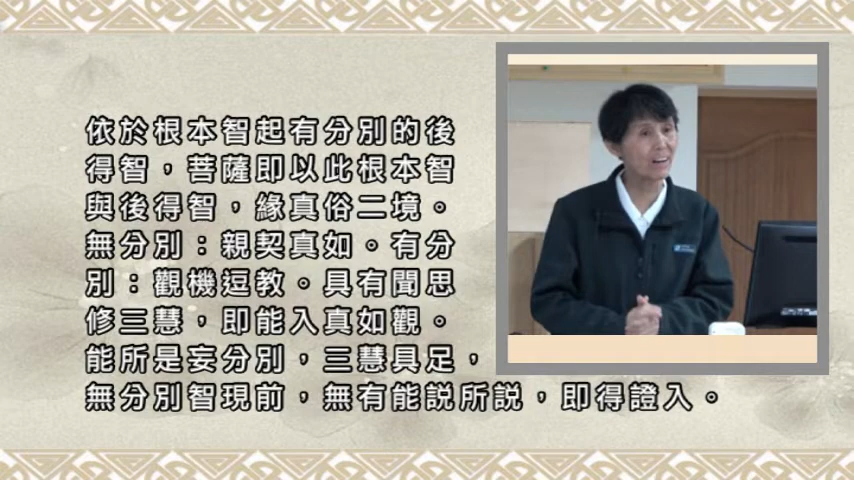 依於根本智起有分別的後
得智，菩薩即以此根本智
與後得智，緣真俗二境。
無分別：親契真如。有分
別：觀機逗教。具有聞思
修三慧，即能入真如觀。
能所是妄分別，三慧具足，
無分別智現前，無有能說所說，即得證入。